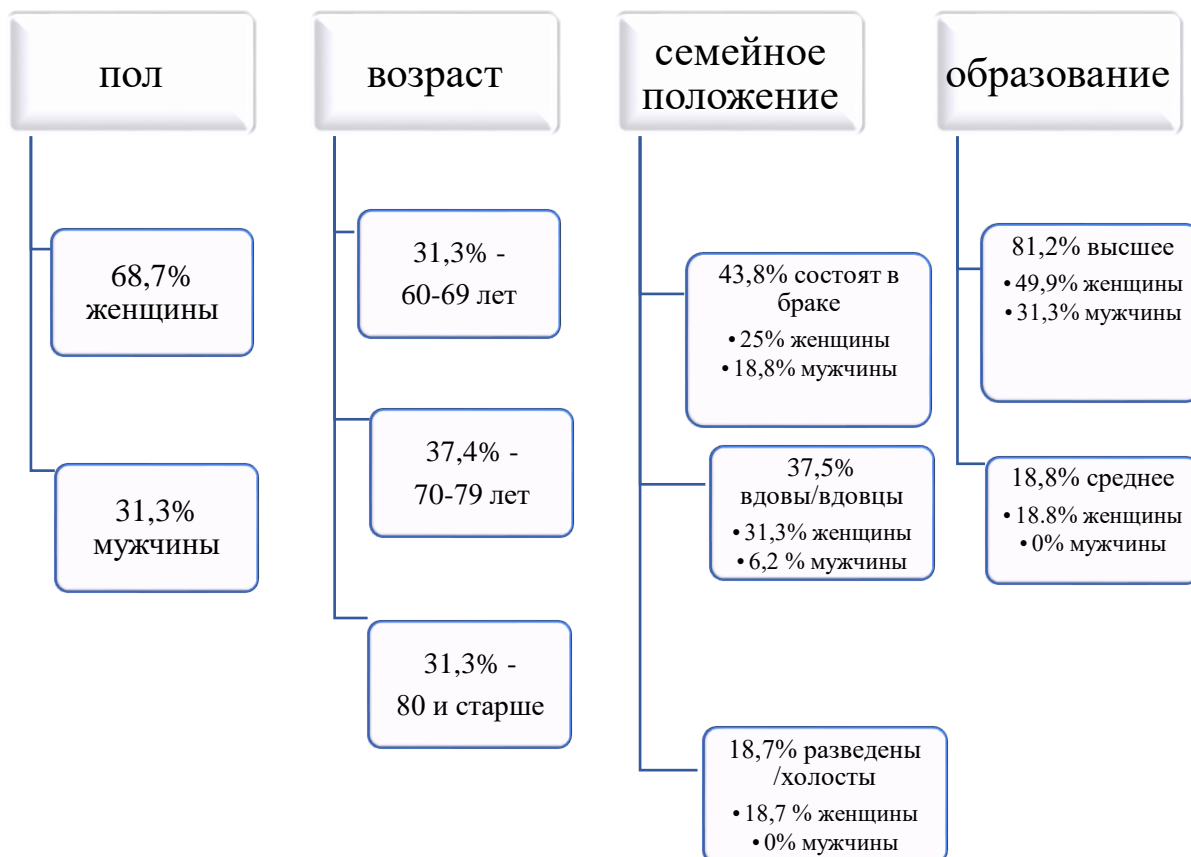 пол
68,7%
женщины
31,3%
мужчины
возраст
31,3% -
60-69 лет
37,4% -
70-79 лет
31,3% -
80 и старше
семейное
положение
43,8% состоят в
браке
• 25% женщины
• 18,8% мужчины
37,5%
вдовы/вдовцы
• 31,3% женщины
• 6,2 % мужчины
18,7% разведены
/холосты
• 18,7 % женщины
• 0% мужчины
образование
81,2% высшее
• 49,9% женщины
• 31,3% мужчины
18,8% среднее
• 18.8% женщины
• 0% мужчины